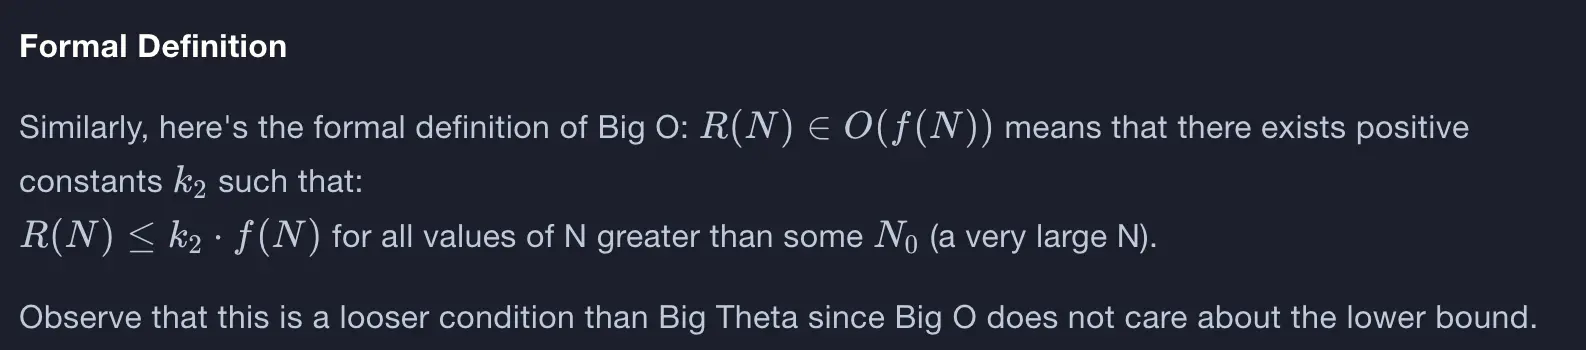 Formal Definition
Similarly, here's the formal definition of Big O: R(N) ∈ O(f(N)) means that there exists positive
constants k₂ such that:
R(N) ≤ k₂ · f(N) for all values of N greater than some N₀ (a very large N).
Observe that this is a looser condition than Big Theta since Big O does not care about the lower bound.